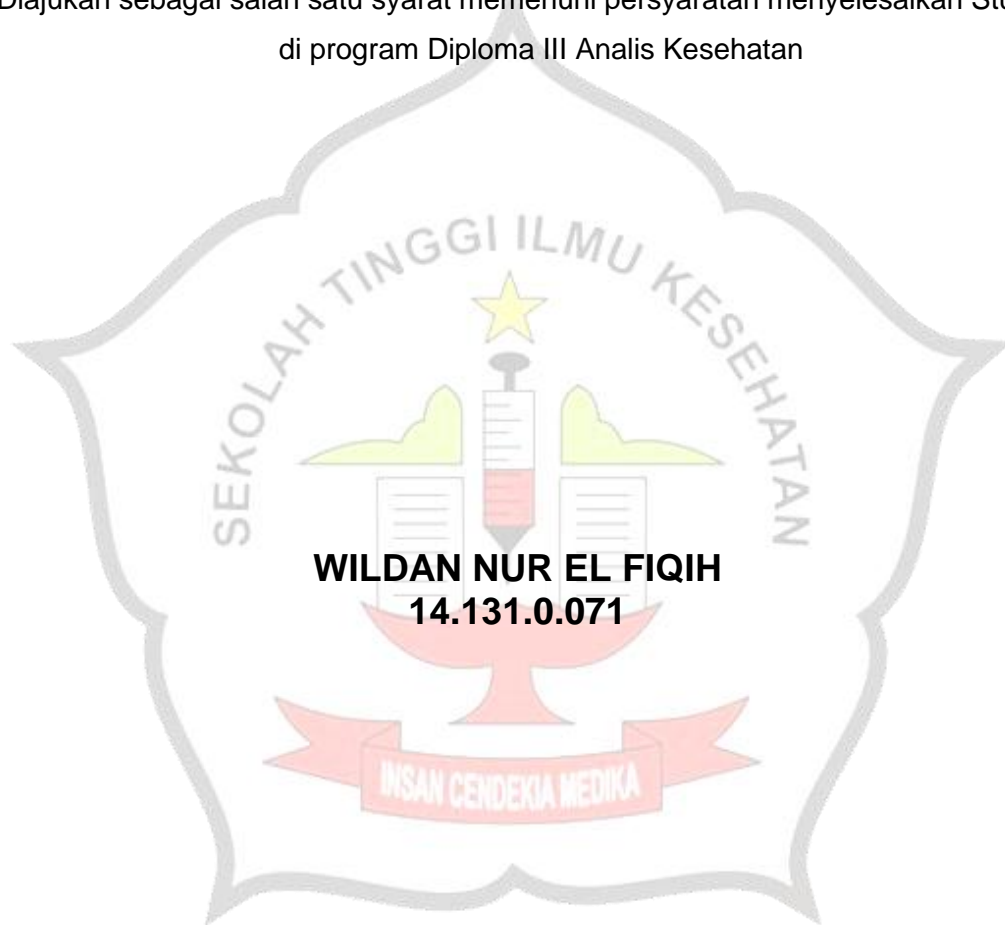 Diajukan sebagai salah satu syarat memenuhi persyaratan menyelesaikan
di program Diploma III Analis Kesehatan
SEKOLAH TINGGI ILMU KESEHATAN
WILDAN NUR EL FIQIH
14.131.0.071
INSAN CENDEKIA MEDIKA